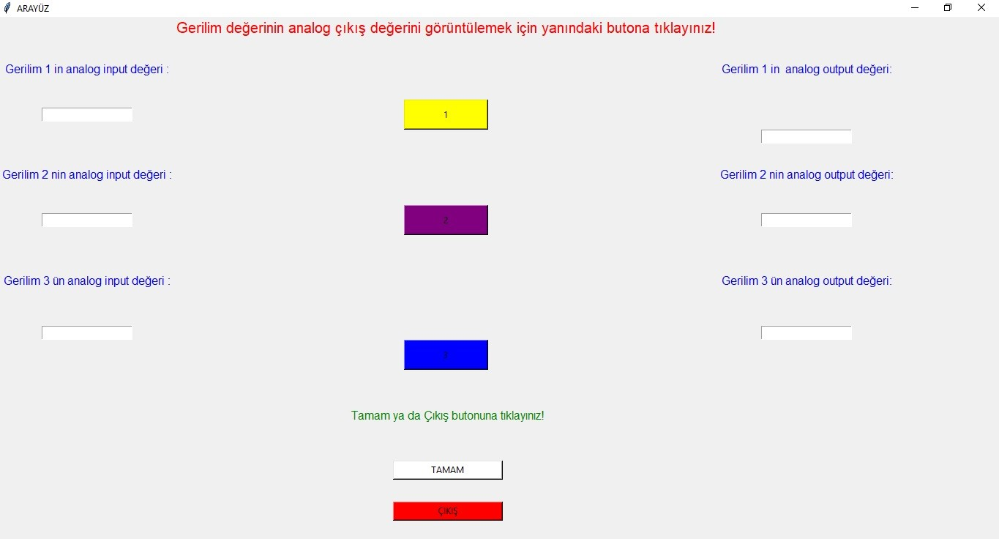 ARAYÜZ
Gerilim değerinin analog çıkış değerini görüntülemek için yanındaki butona tıklayınız!
Gerilim 1 in analog input değeri :
Gerilim 1 in  analog output değeri:
1
Gerilim 2 nin analog input değeri :
Gerilim 2 nin analog output değeri:
2
Gerilim 3 ün analog input değeri :
Gerilim 3 ün analog output değeri:
3
Tamam ya da Çıkış butonuna tıklayınız!
TAMAM
ÇIKIŞ